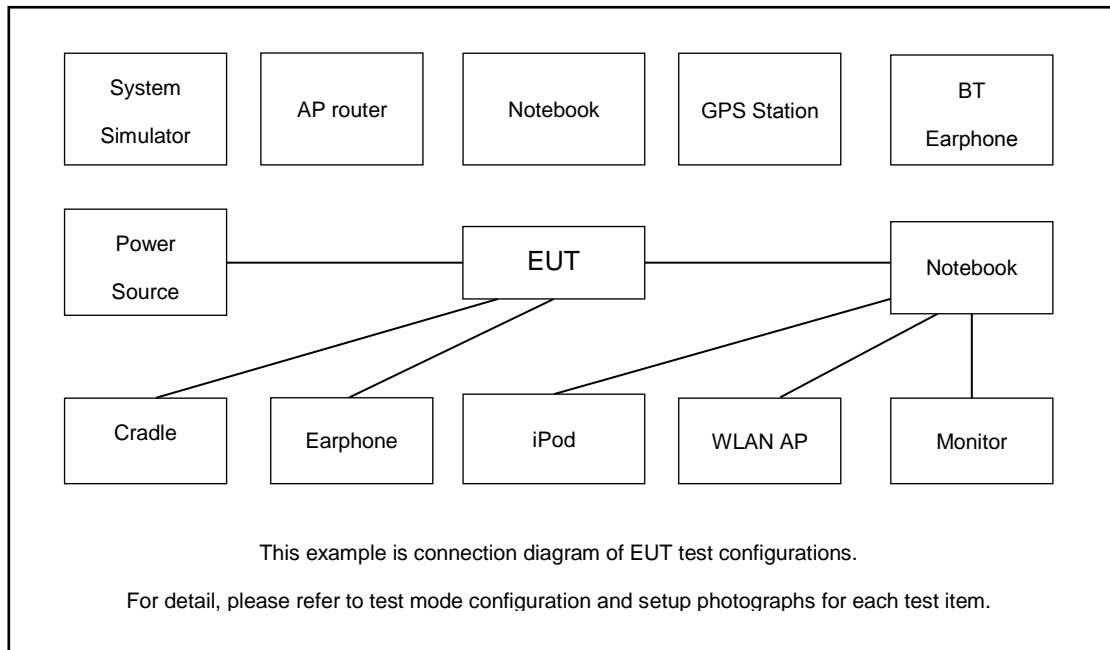 System
Simulator
AP router
Notebook
GPS Station
BT
Earphone
Power
Source
EUT
Notebook
Cradle
Earphone
iPod
WLAN AP
Monitor
This example is connection diagram of EUT test configurations.
For detail, please refer to test mode configuration and setup photographs for each test item.